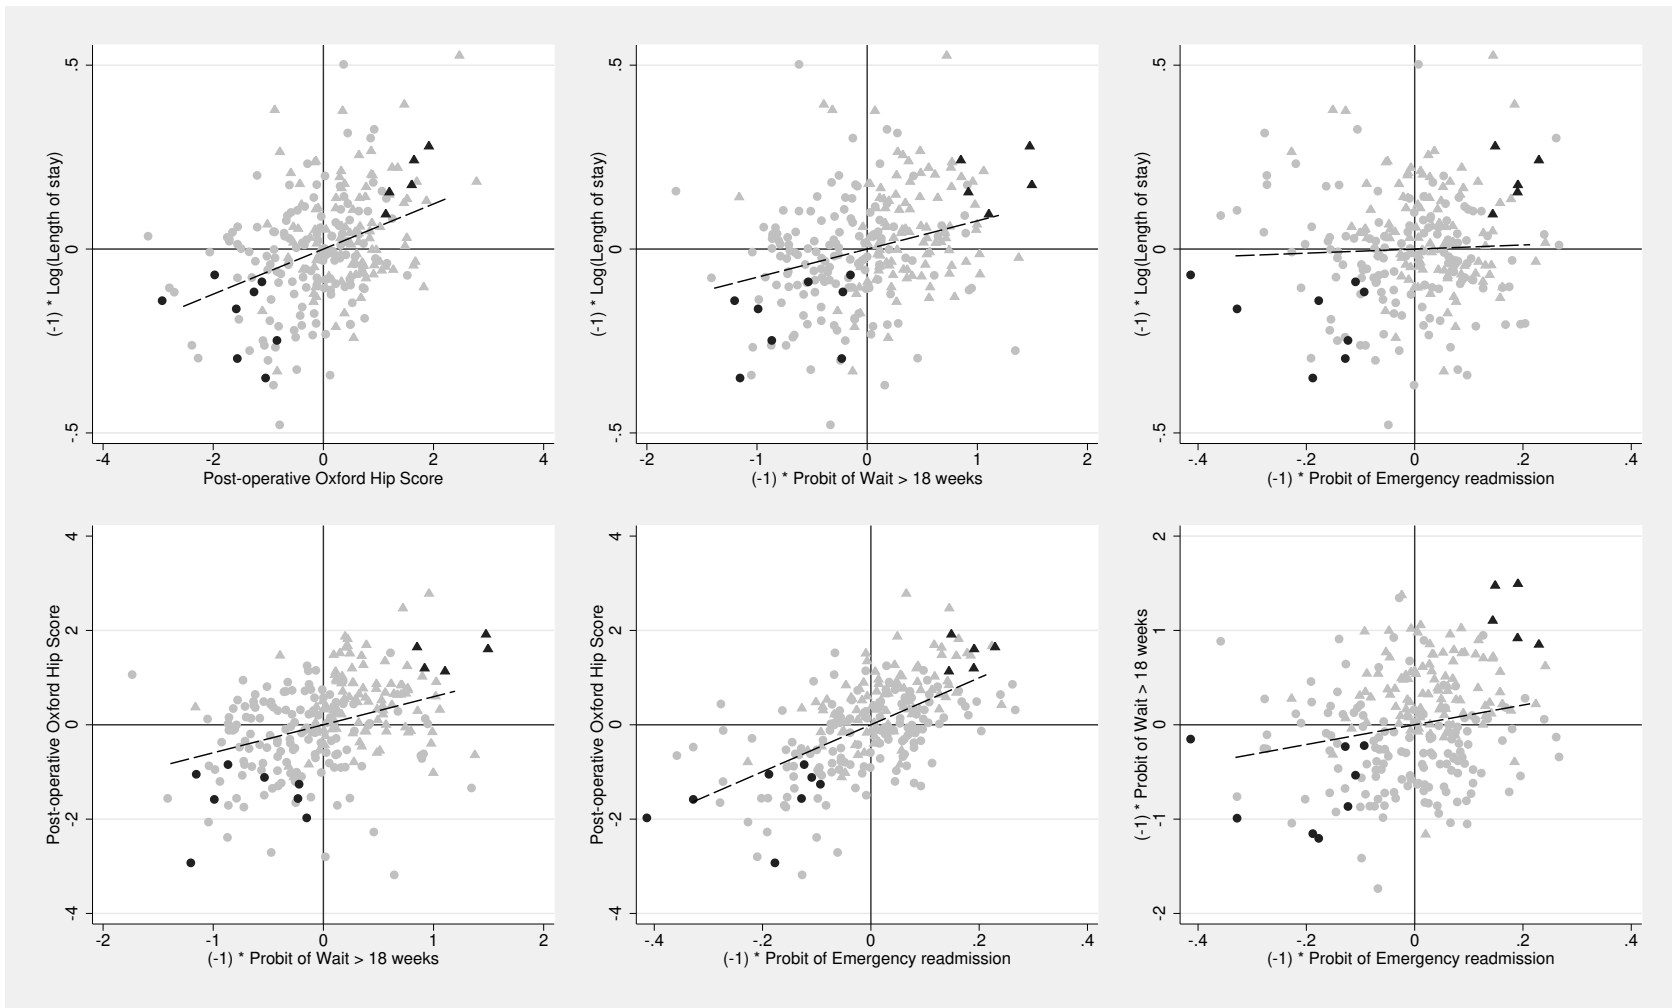 (-1) * Log(Length of stay)
.5
0
-.5
-4 -2 0 2 4
Post-operative Oxford Hip Score
(-1) * Log(Length of stay)
.5
0
-.5
-2 -1 0 1 2
(-1) * Probit of Wait > 18 weeks
(-1) * Log(Length of stay)
.5
0
-.5
-.4 -.2 0 .2 .4
(-1) * Probit of Emergency readmission
Post-operative Oxford Hip Score
4
2
0
-2
-4
-2 -1 0 1 2
(-1) * Probit of Wait > 18 weeks
Post-operative Oxford Hip Score
4
2
0
-2
-4
-.4 -.2 0 .2 .4
(-1) * Probit of Emergency readmission
(-1) * Probit of Wait > 18 weeks
2
1
0
-1
-2
-.4 -.2 0 .2 .4
(-1) * Probit of Emergency readmission